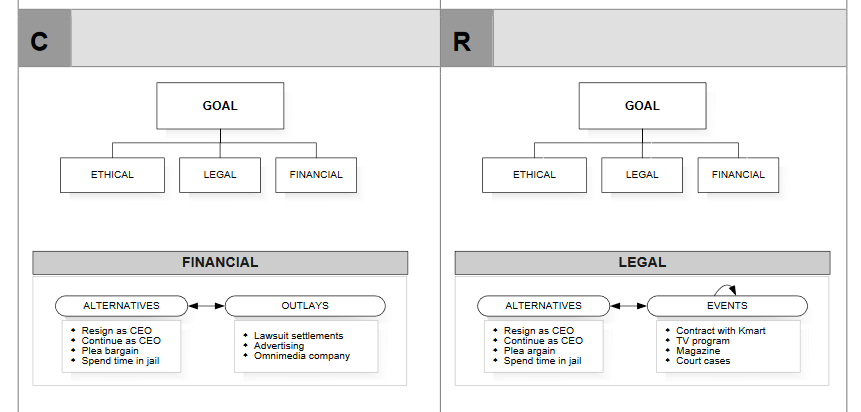 C
GOAL
ETHICAL LEGAL FINANCIAL
FINANCIAL
ALTERNATIVES OUTLAYS
Resign as CEO
Continue as CEO
Plea bargain
Spend time in jail
Lawsuit settlements
Advertising
Omnimedia company
R
GOAL
ETHICAL LEGAL FINANCIAL
LEGAL
ALTERNATIVES EVENTS
Resign as CEO
Continue as CEO
Plea argain
Spend time in jail
Contract with Kmart
TV program
Magazine
Court cases